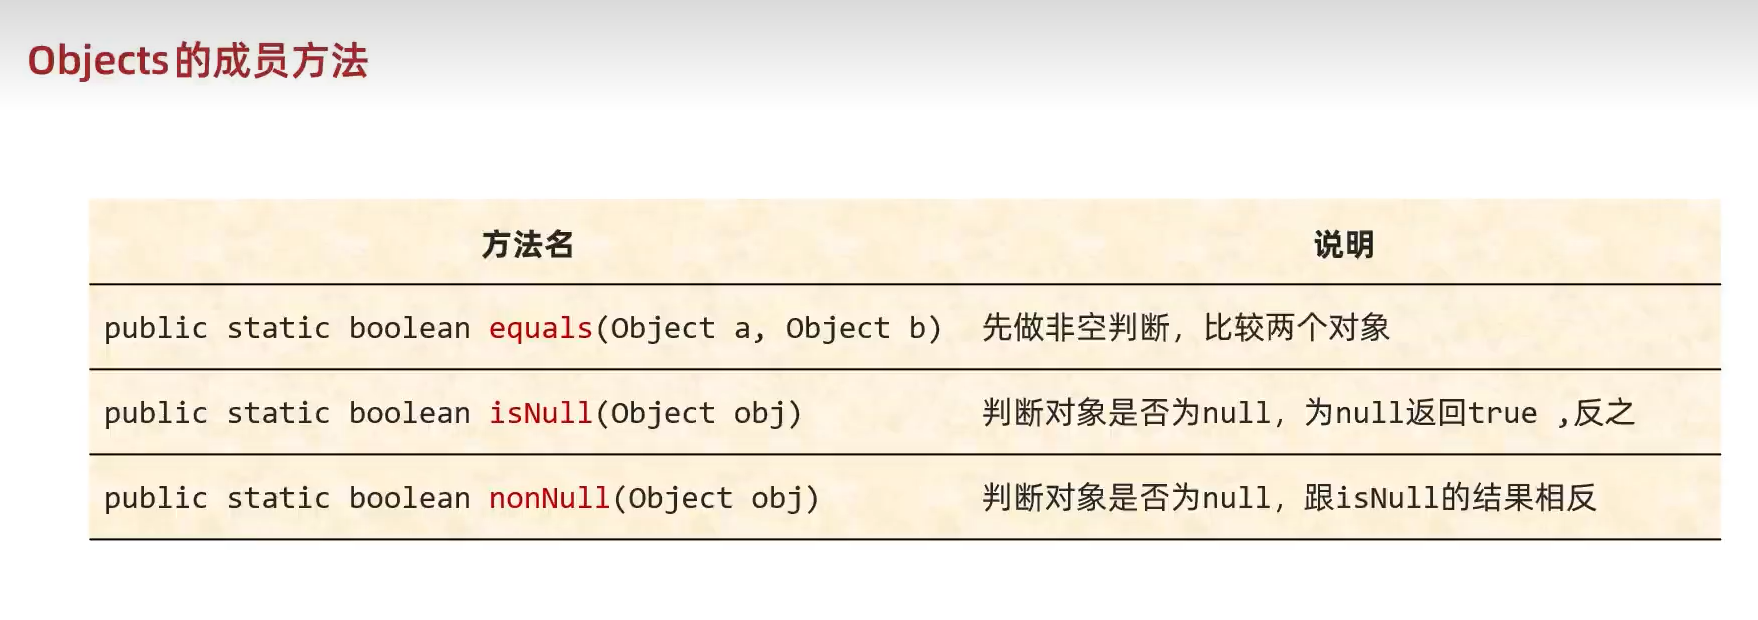 Objects的成员方法
方法名 说明
public static boolean equals(Object a, Object b) 先做非空判断，比较两个对象
public static boolean isNull(Object obj) 判断对象是否为null，为null返回true ,反之
public static boolean nonNull(Object obj) 判断对象是否为null，跟isNull的结果相反